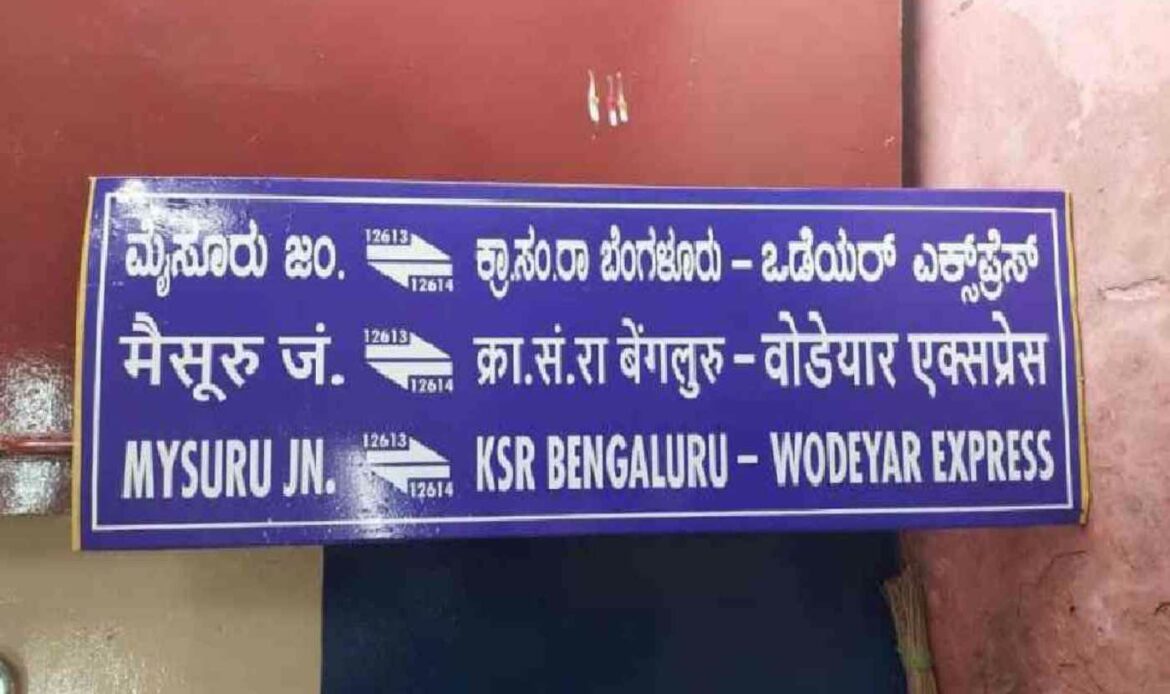 ಮೈಸೂರು ಜಂ. 12613 12614 ಕ್ರಾ.ಸಂ.ರಾ ಬೆಂಗಳೂರು – ಒಡೆಯರ್ ಎಕ್ಸ್‌ಪ್ರೆಸ್
मैसूरु जं. 12613 12614 क्रा.सं.रा बेंगलुरु – वोडेयार एक्सप्रेस
MYSURU JN. 12613 12614 KSR BENGALURU – WODEYAR EXPRESS